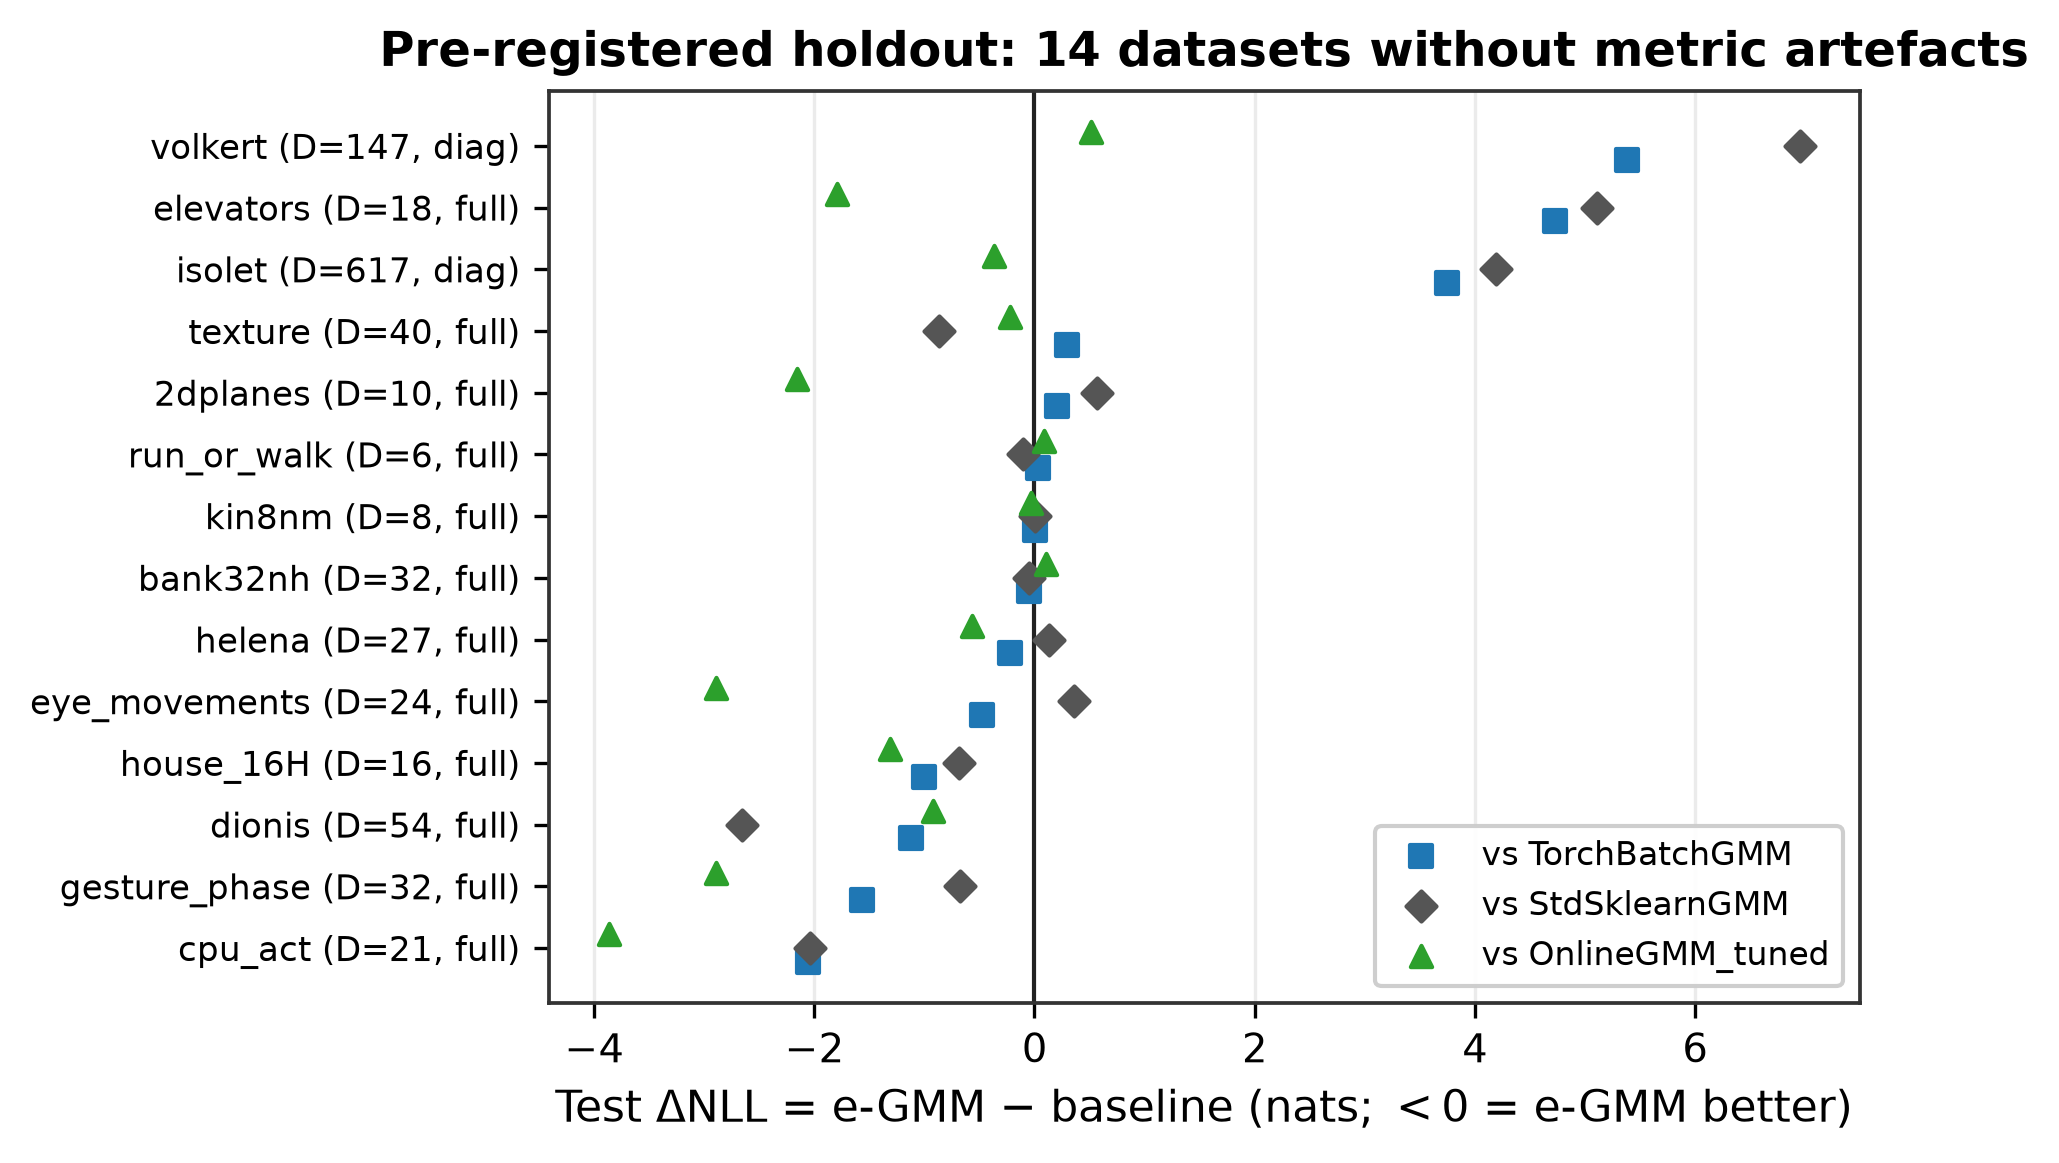 Pre-registered holdout: 14 datasets without metric artefacts
volkert (D=147, diag)
elevators (D=18, full)
isolet (D=617, diag)
texture (D=40, full)
2dplanes (D=10, full)
run_or_walk (D=6, full)
kin8nm (D=8, full)
bank32nh (D=32, full)
helena (D=27, full)
eye_movements (D=24, full)
house_16H (D=16, full)
dionis (D=54, full)
gesture_phase (D=32, full)
cpu_act (D=21, full)
vs TorchBatchGMM
vs StdSklearnGMM
vs OnlineGMM_tuned
−4 −2 0 2 4 6
Test ΔNLL = e-GMM − baseline (nats; < 0 = e-GMM better)